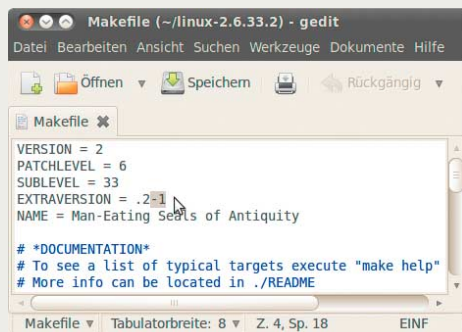 Makefile (~/linux-2.6.33.2) - gedit
Datei Bearbeiten Ansicht Suchen Werkzeuge Dokumente Hilfe
Öffnen Speichern Rückgängig
Makefile
VERSION = 2
PATCHLEVEL = 6
SUBLEVEL = 33
EXTRAVERSION = .2-1
NAME = Man-Eating Seals of Antiquity
# *DOCUMENTATION*
# To see a list of typical targets execute "make help"
# More info can be located in ./README
Makefile Tabulatorbreite: 8 Z. 4, Sp. 18 EINF